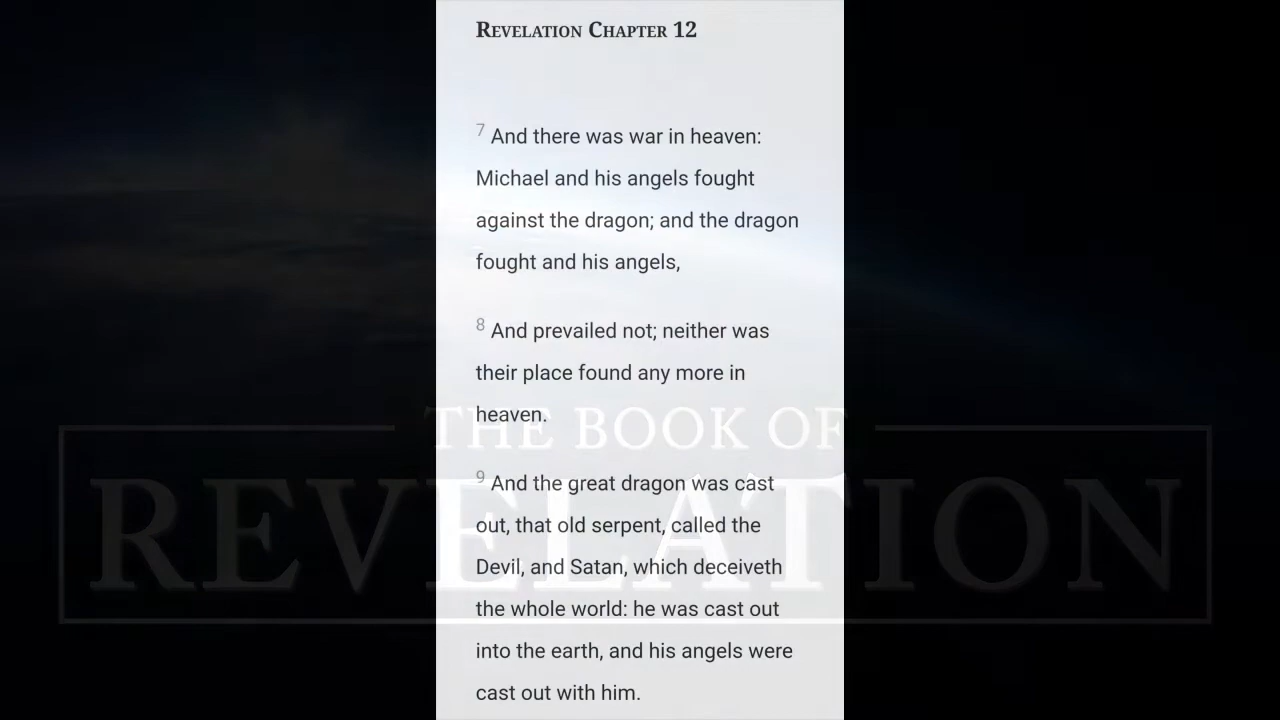 Revelation Chapter 12
7 And there was war in heaven:
Michael and his angels fought
against the dragon; and the dragon
fought and his angels,
8 And prevailed not; neither was
their place found any more in
heaven.
THE BOOK OF
REVELATION
9 And the great dragon was cast
out, that old serpent, called the
Devil, and Satan, which deceiveth
the whole world: he was cast out
into the earth, and his angels were
cast out with him.